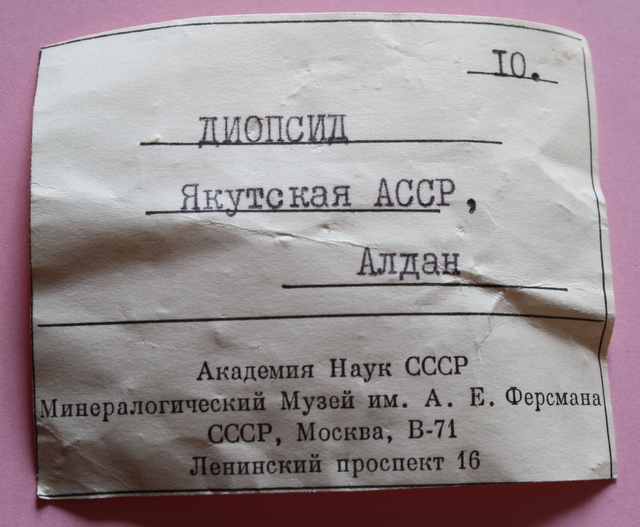 10.
ДИОПСИД
Якутская АССР,
Алдан
Академия Наук СССР
Минералогический Музей им. А. Е. Ферсмана
СССР, Москва, В-71
Ленинский проспект 16